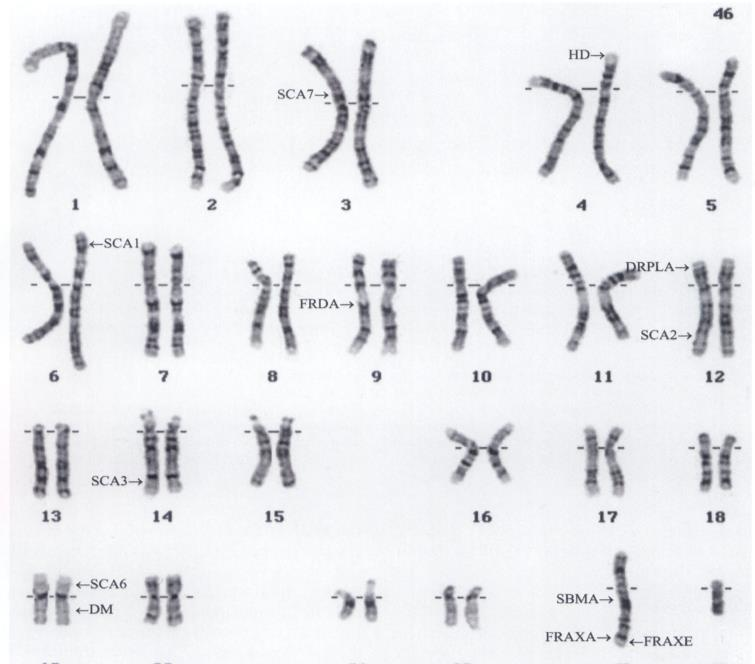 46
HD→
SCA7→
1 2 3 4 5
←SCA1
DRPLA→
FRDA→
SCA2→
6 7 8 9 10 11 12
SCA3→
13 14 15 16 17 18
←SCA6
←DM
SBMA→
FRAXA→ ←FRAXE